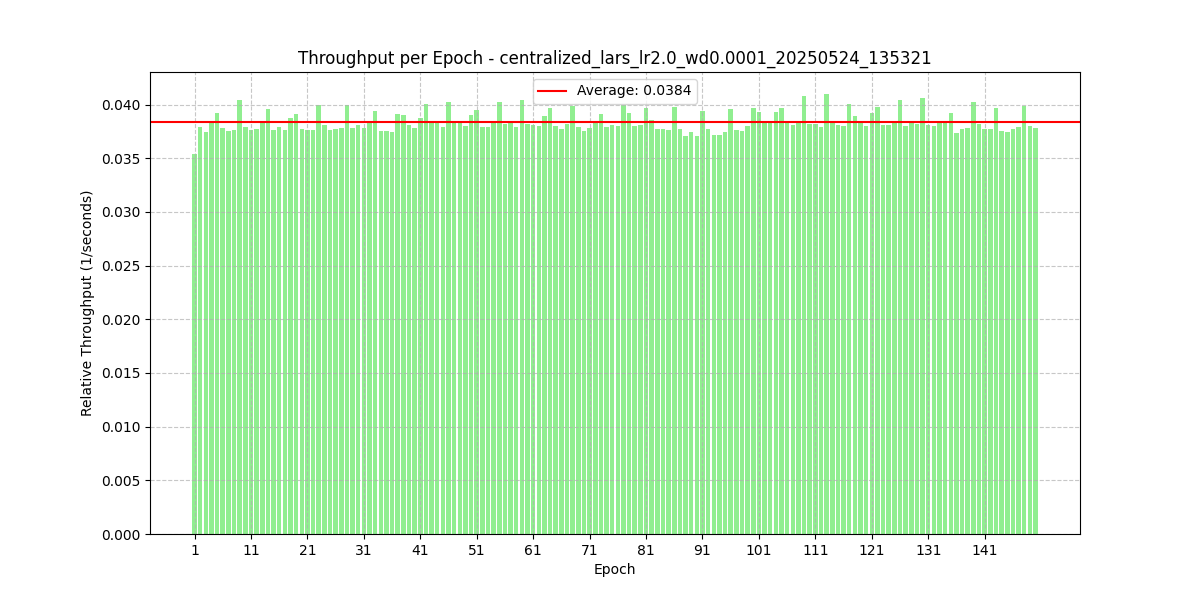 Throughput per Epoch - centralized_lars_lr2.0_wd0.0001_20250524_135321
Average: 0.0384
0.040
0.035
0.030
0.025
0.020
0.015
0.010
0.005
0.000
Relative Throughput (1/seconds)
1 11 21 31 41 51 61 71 81 91 101 111 121 131 141
Epoch